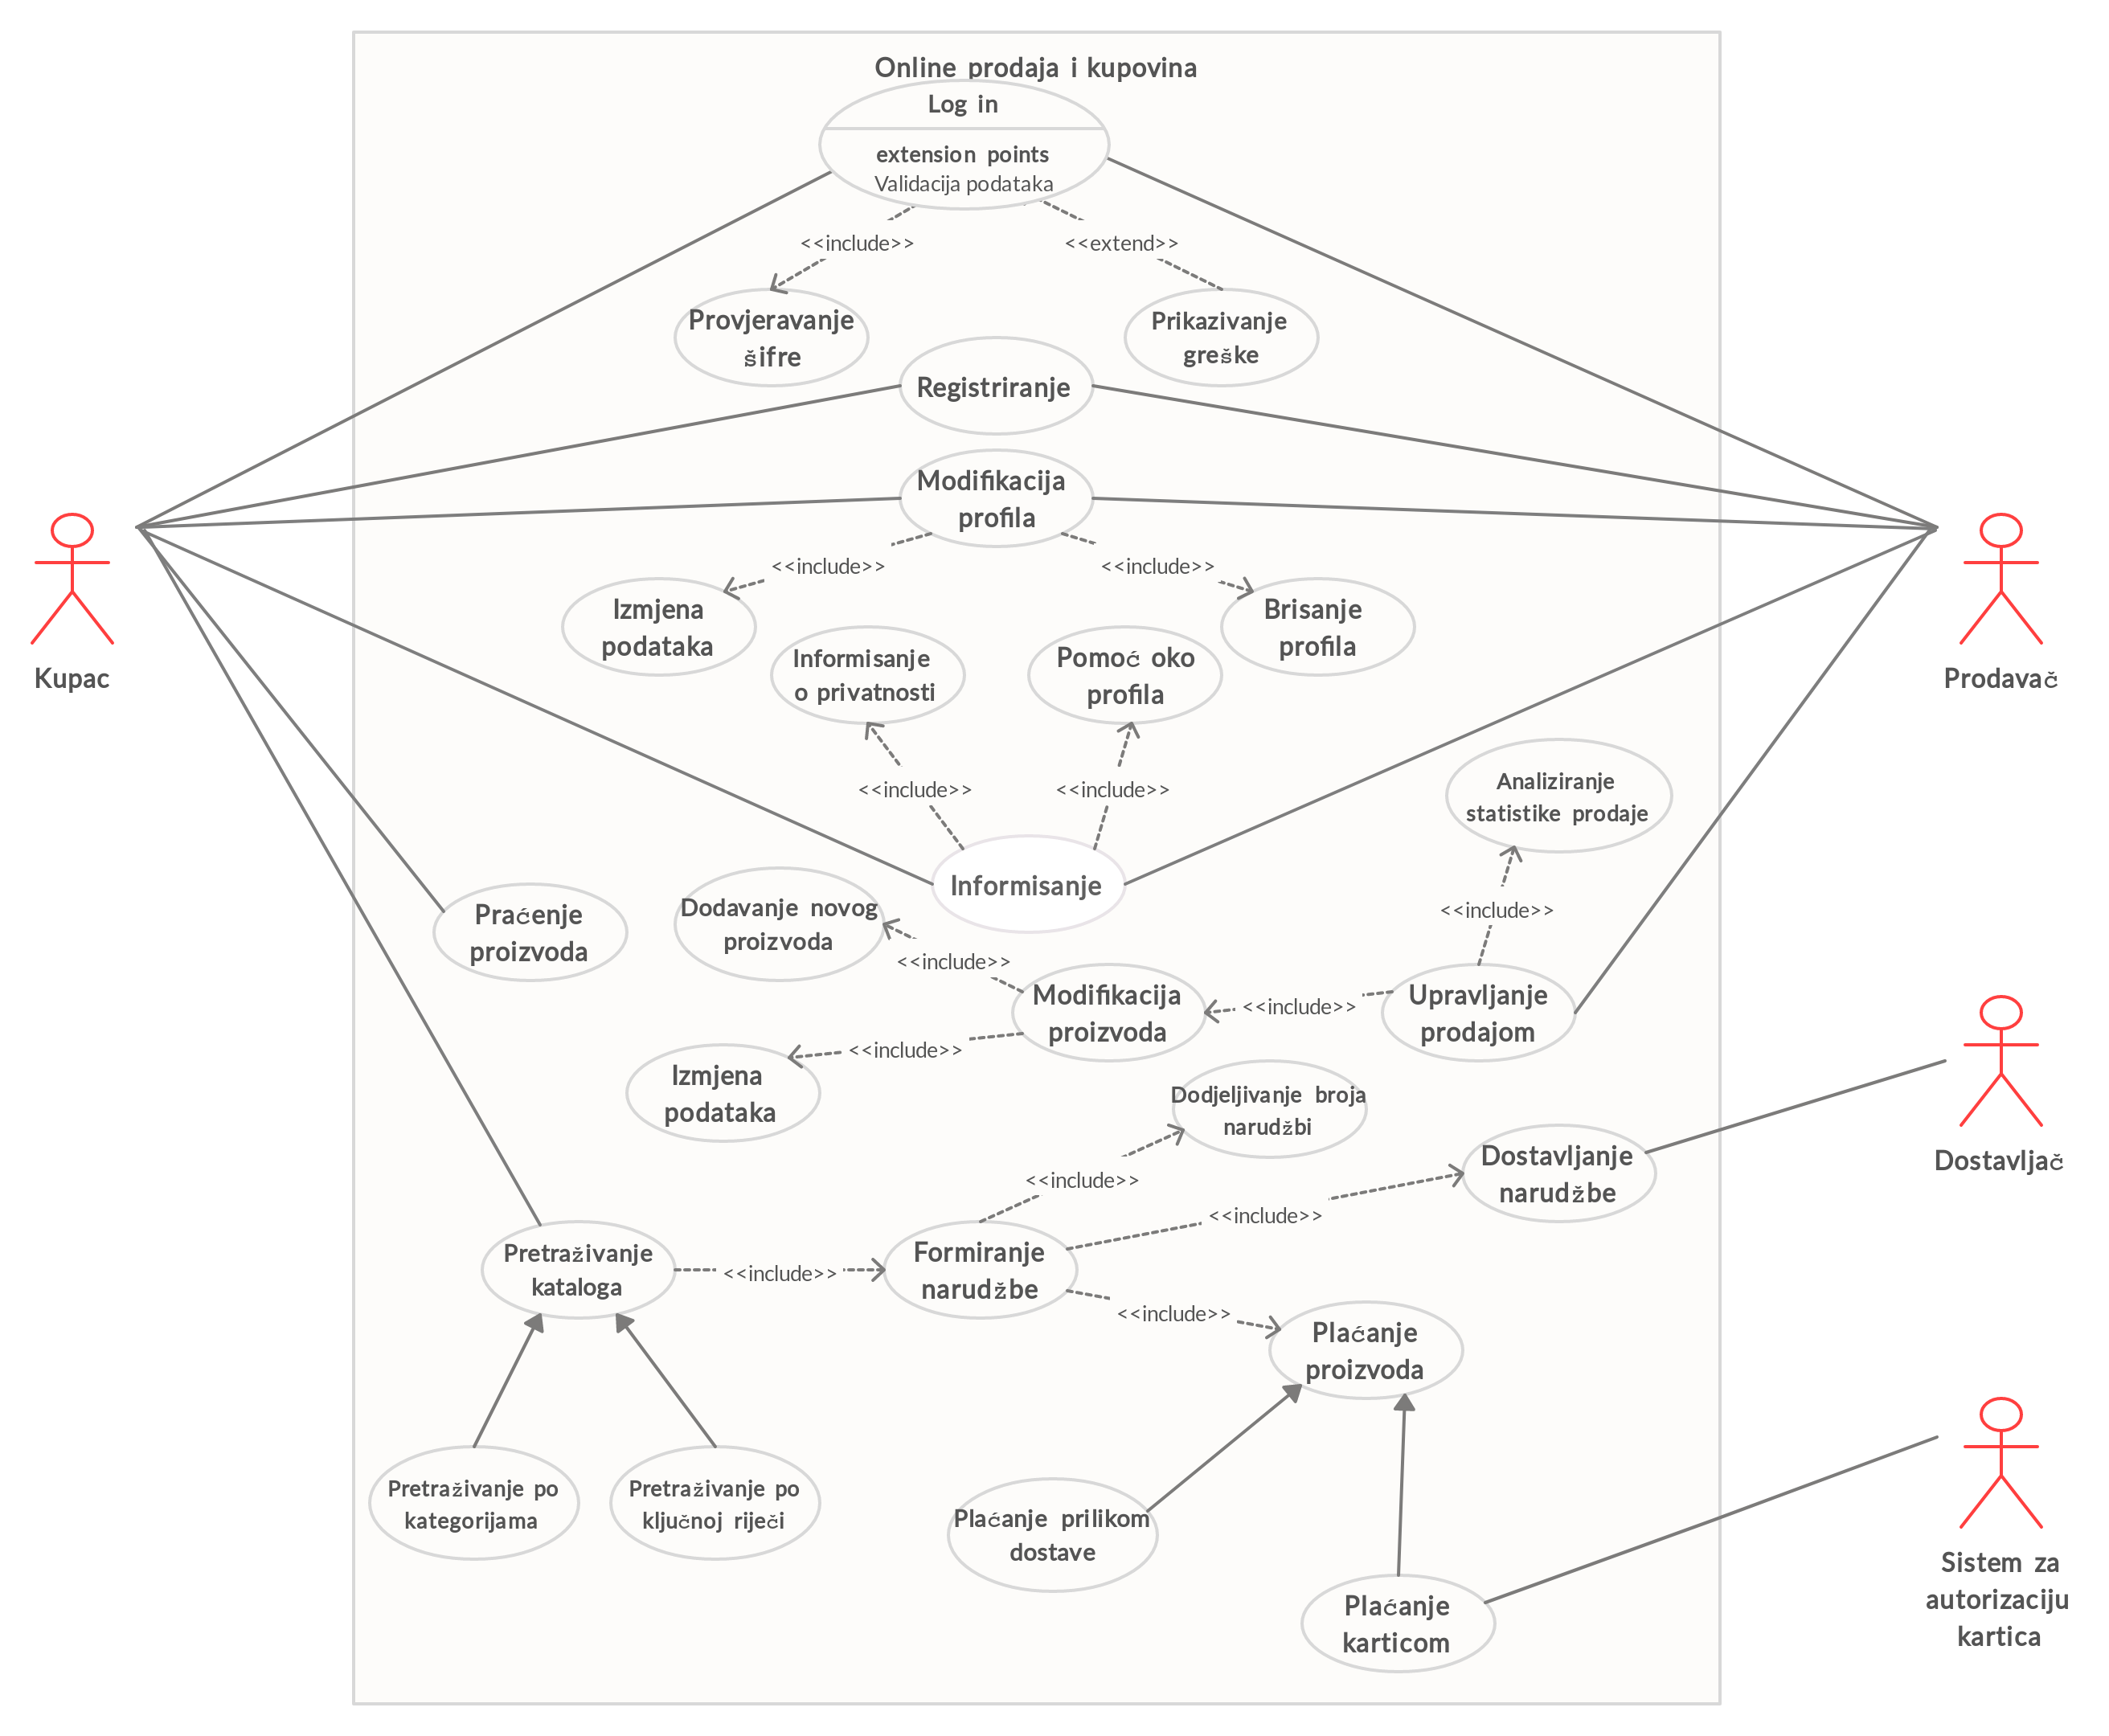 Online prodaja i kupovina
Log in
extension points
Validacija podataka
<<include>>
<<extend>>
Provjeravanje
šifre
Prikazivanje
greške
Registriranje
Modifikacija
profila
<<include>>
<<include>>
Izmjena
podataka
Brisanje
profila
Informisanje
o privatnosti
Pomoć oko
profila
Kupac
Prodavač
<<include>>
<<include>>
Analiziranje
statistike prodaje
Informisanje
<<include>>
Praćenje
proizvoda
Dodavanje novog
proizvoda
<<include>>
Modifikacija
proizvoda
<<include>>
Upravljanje
prodajom
<<include>>
Izmjena
podataka
Dodjeljivanje broja
narudžbi
Dostavljanje
narudžbe
Dostavljač
<<include>>
<<include>>
Pretraživanje
kataloga
<<include>>
Formiranje
narudžbe
<<include>>
Plaćanje
proizvoda
Pretraživanje po
kategorijama
Pretraživanje po
ključnoj riječi
Plaćanje prilikom
dostave
Plaćanje
karticom
Sistem za
autorizaciju
kartica